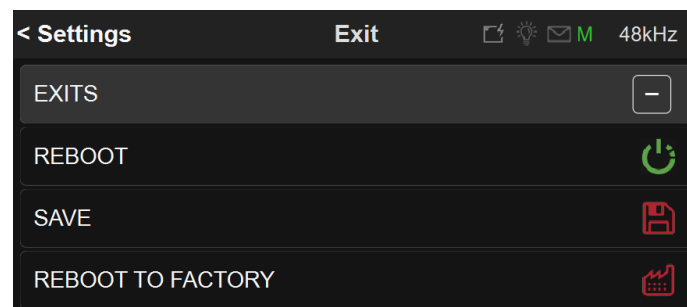 < Settings Exit M 48kHz
EXITS
REBOOT
SAVE
REBOOT TO FACTORY